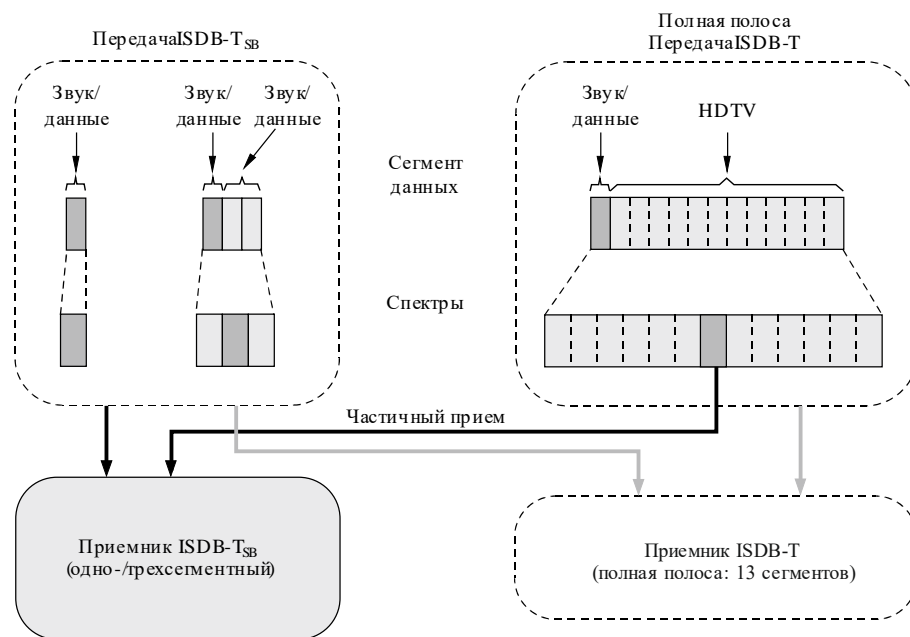 ПередачаISDB-TSB
Полная полоса
ПередачаISDB-T
Звук/
данные
Звук/
данные
Звук/
данные
Звук/
данные
HDTV
Сегмент
данных
Спектры
Частичный прием
Приемник ISDB-TSB
(одно-/трехсегментный)
Приемник ISDB-T
(полная полоса: 13 сегментов)